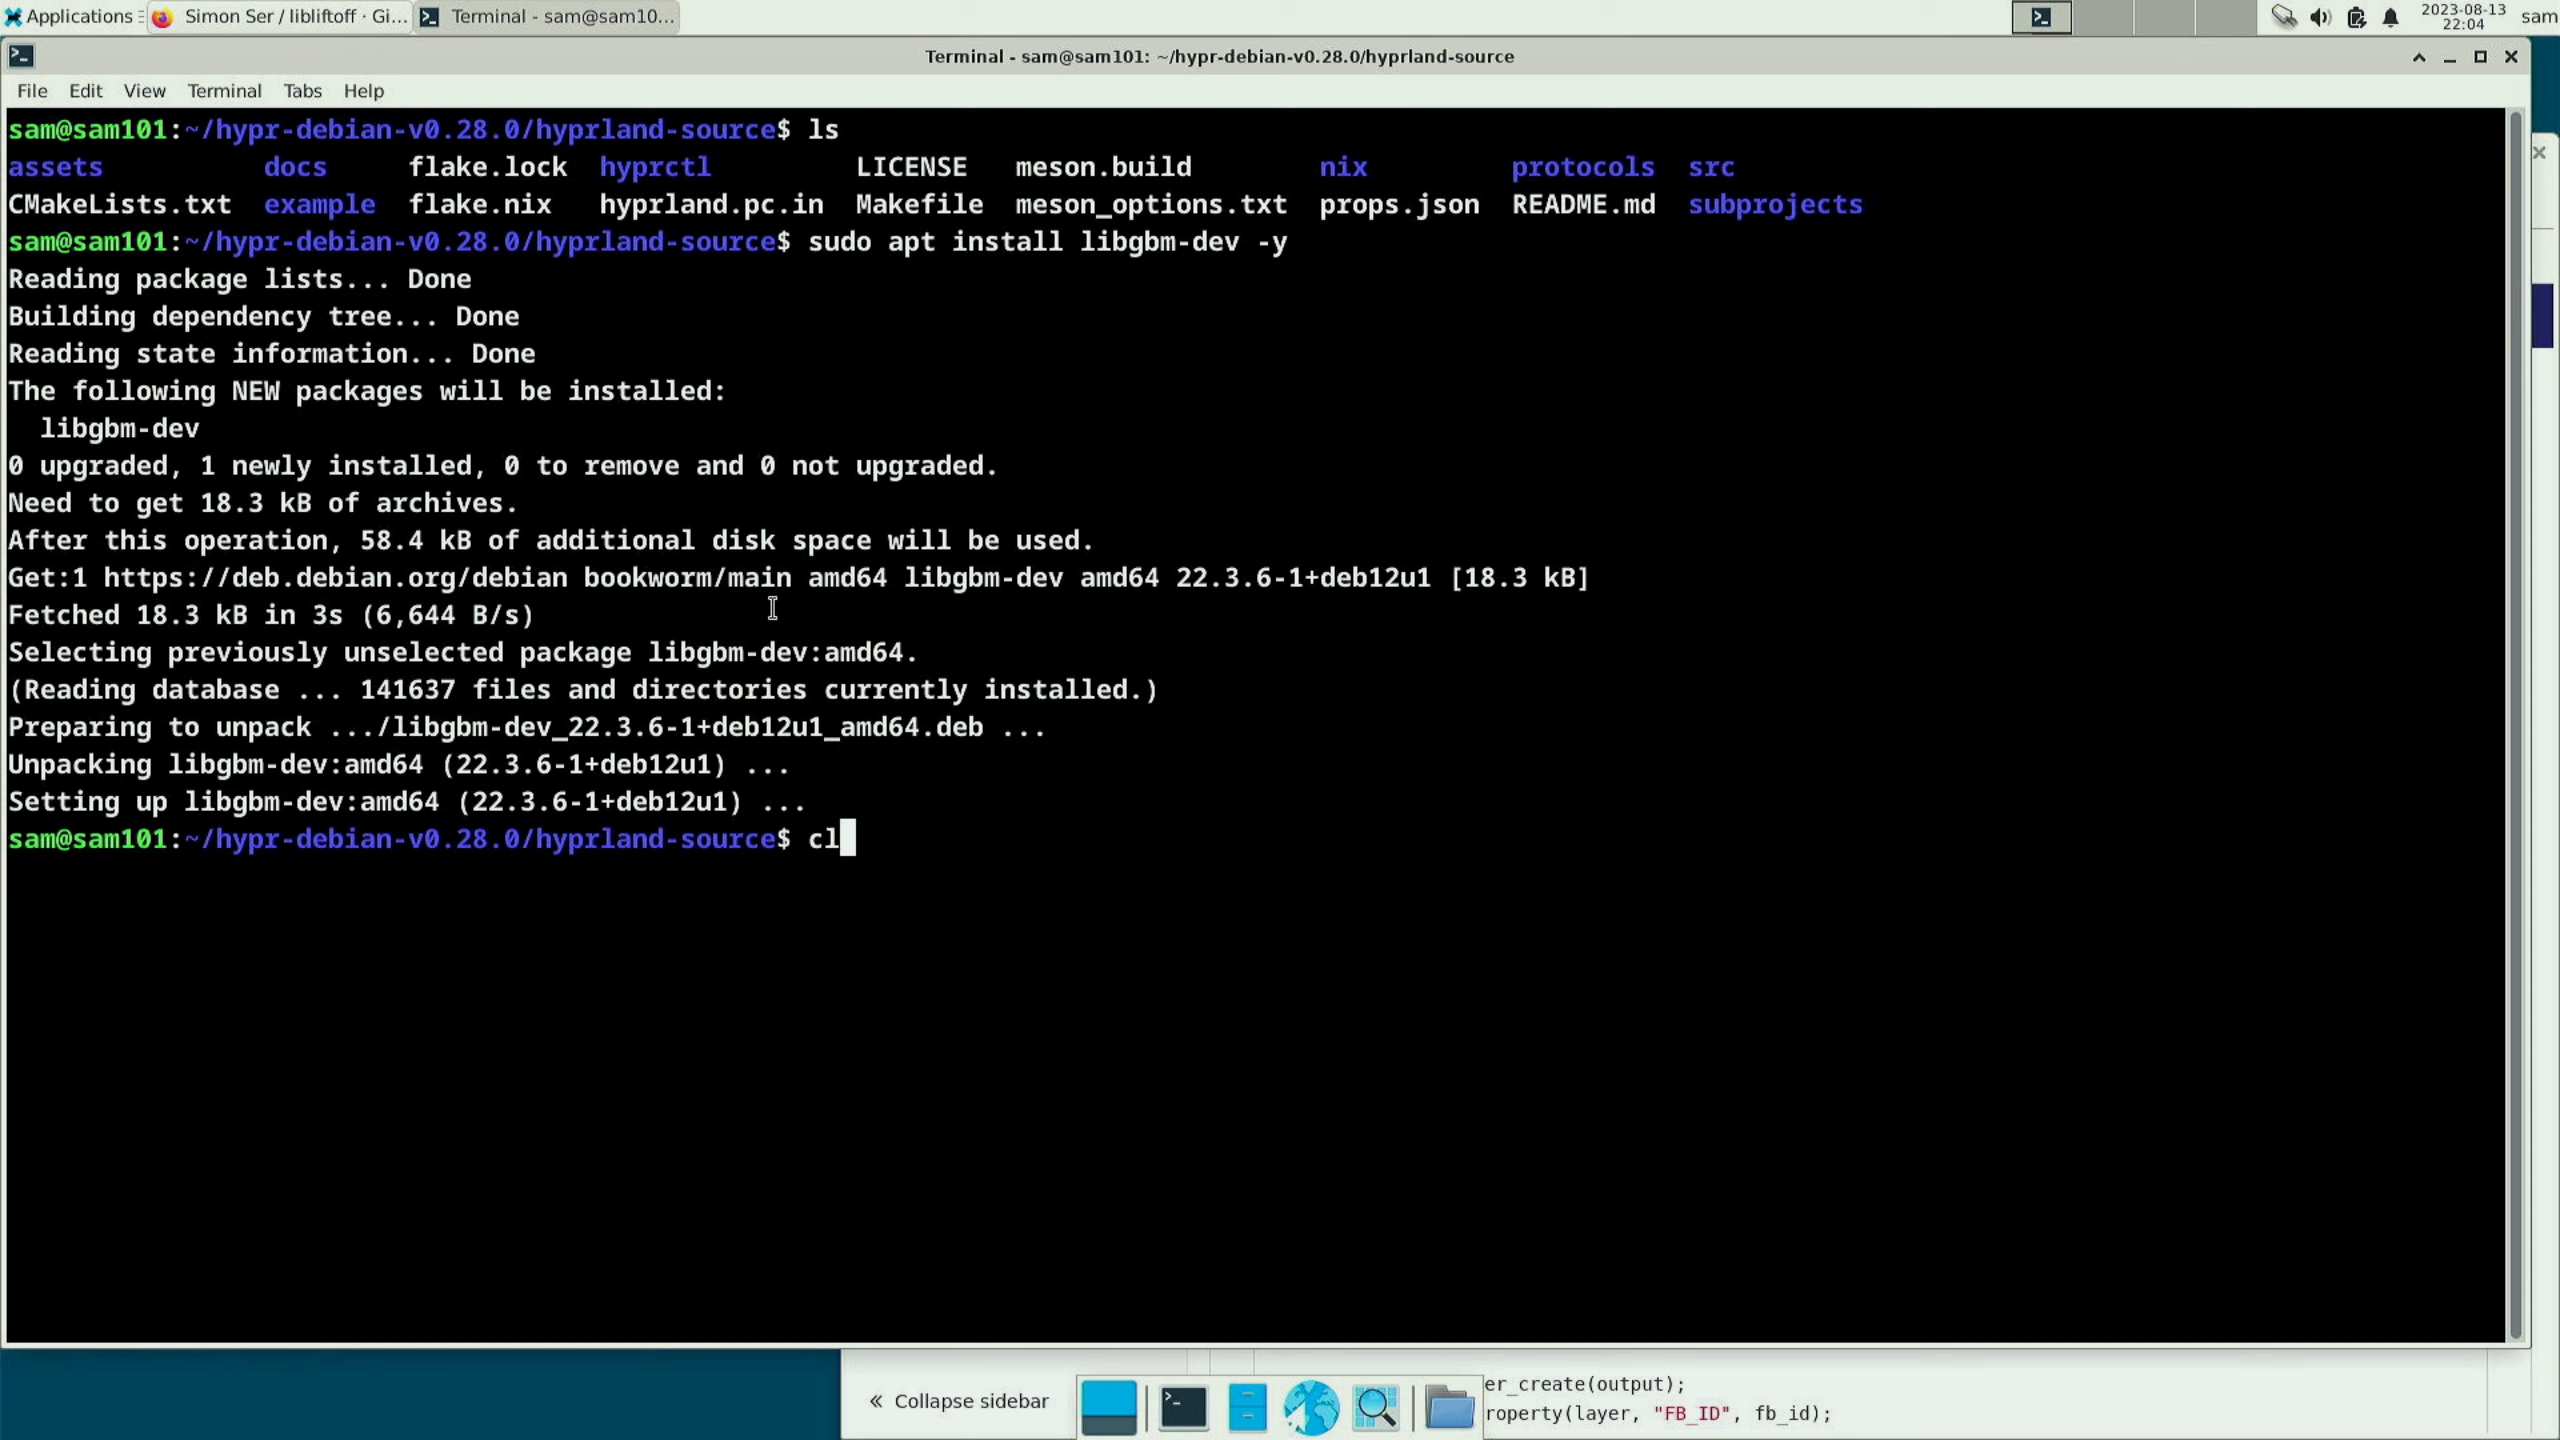 Applications Simon Ser / libliftoff · Gi... Terminal - sam@sam10... 2023-08-13 22:04 sam
Terminal - sam@sam101: ~/hypr-debian-v0.28.0/hyprland-source
File Edit View Terminal Tabs Help
sam@sam101:~/hypr-debian-v0.28.0/hyprland-source$ ls
assets docs flake.lock hyprctl LICENSE meson.build nix protocols src
CMakeLists.txt example flake.nix hyprland.pc.in Makefile meson_options.txt props.json README.md subprojects
sam@sam101:~/hypr-debian-v0.28.0/hyprland-source$ sudo apt install libgbm-dev -y
Reading package lists... Done
Building dependency tree... Done
Reading state information... Done
The following NEW packages will be installed:
libgbm-dev
0 upgraded, 1 newly installed, 0 to remove and 0 not upgraded.
Need to get 18.3 kB of archives.
After this operation, 58.4 kB of additional disk space will be used.
Get:1 https://deb.debian.org/debian bookworm/main amd64 libgbm-dev amd64 22.3.6-1+deb12u1 [18.3 kB]
Fetched 18.3 kB in 3s (6,644 B/s)
Selecting previously unselected package libgbm-dev:amd64.
(Reading database ... 141637 files and directories currently installed.)
Preparing to unpack .../libgbm-dev_22.3.6-1+deb12u1_amd64.deb ...
Unpacking libgbm-dev:amd64 (22.3.6-1+deb12u1) ...
Setting up libgbm-dev:amd64 (22.3.6-1+deb12u1) ...
sam@sam101:~/hypr-debian-v0.28.0/hyprland-source$ cl
er_create(output);
« Collapse sidebar
roperty(layer, "FB_ID", fb_id);